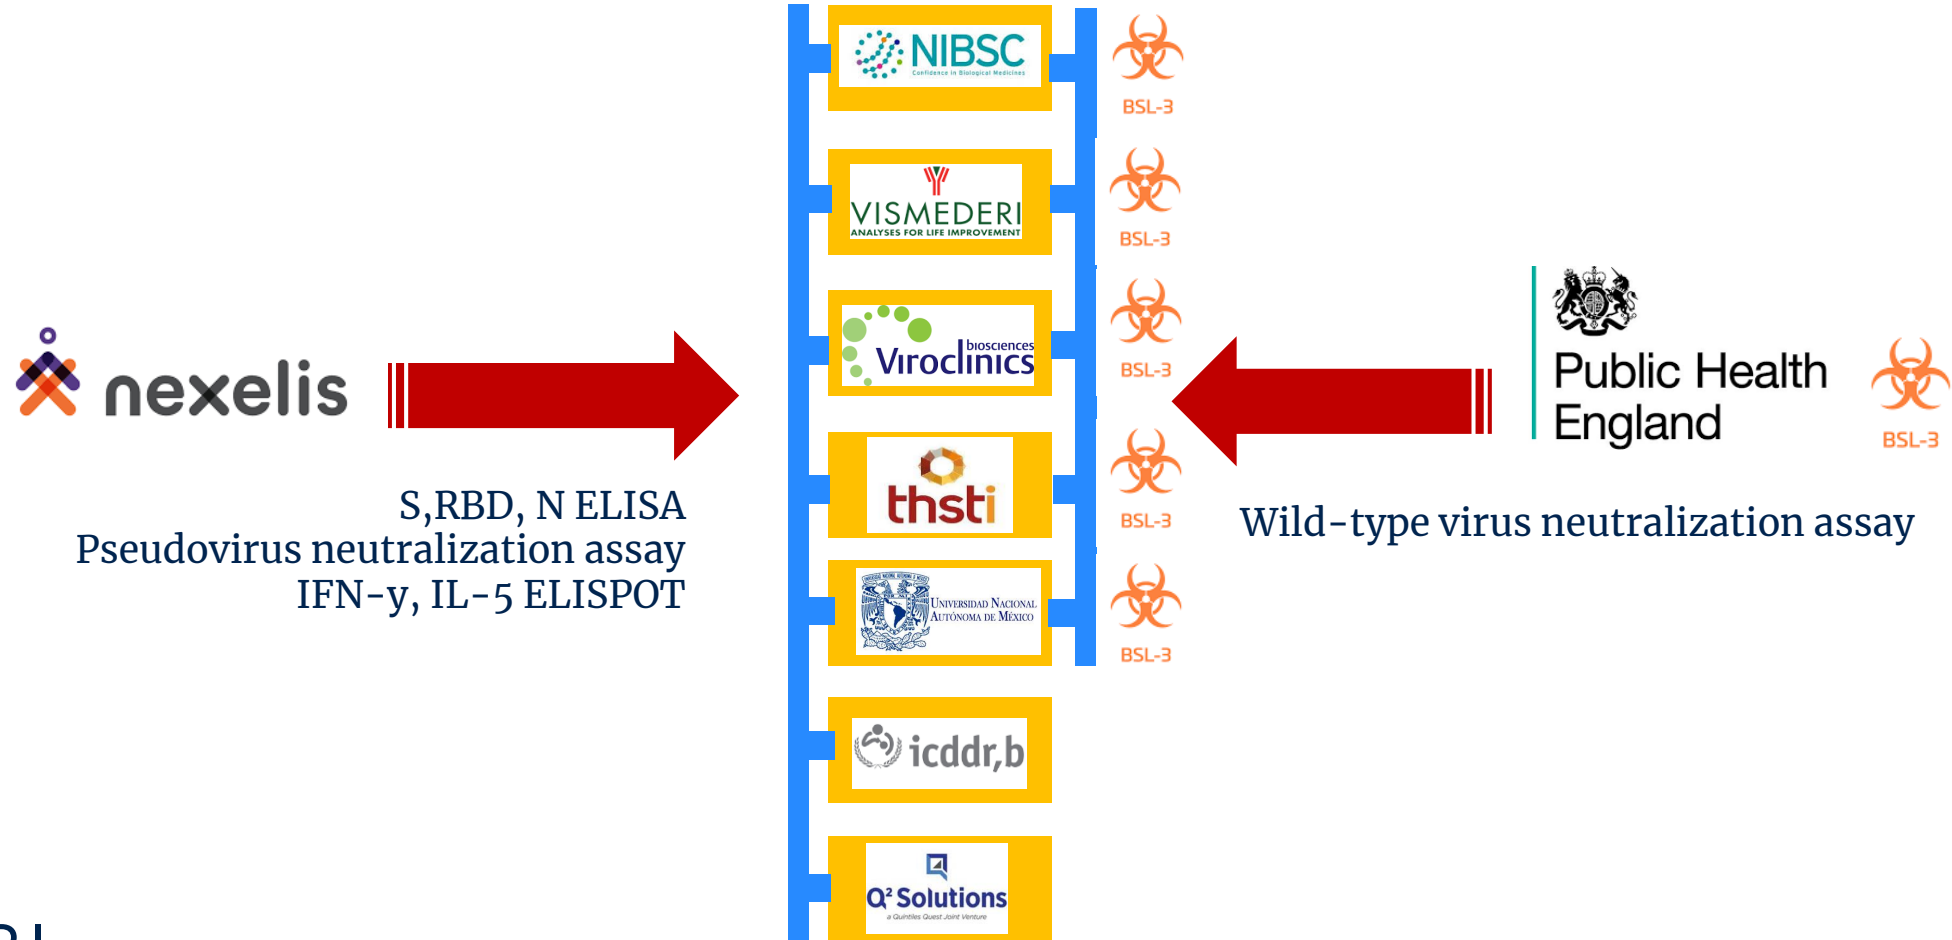 NIBSC
Confidence in Biological Medicines
BSL-3
VISMEDERI
ANALYSES FOR LIFE IMPROVEMENT
BSL-3
biosciences
Viroclinics
BSL-3
nexelis
Public Health
England
BSL-3
thsti
BSL-3
S,RBD, N ELISA
Pseudovirus neutralization assay
IFN-y, IL-5 ELISPOT
Wild-type virus neutralization assay
UNIVERSIDAD NACIONAL
AUTÓNOMA DE MÉXICO
BSL-3
icddr,b
Q² Solutions
a Quintiles Quest Joint Venture